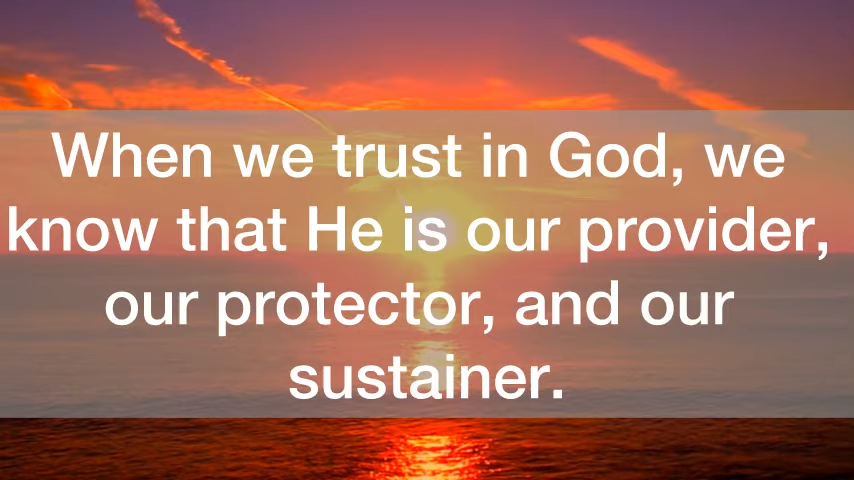 When we trust in God, we
know that He is our provider,
our protector, and our
sustainer.